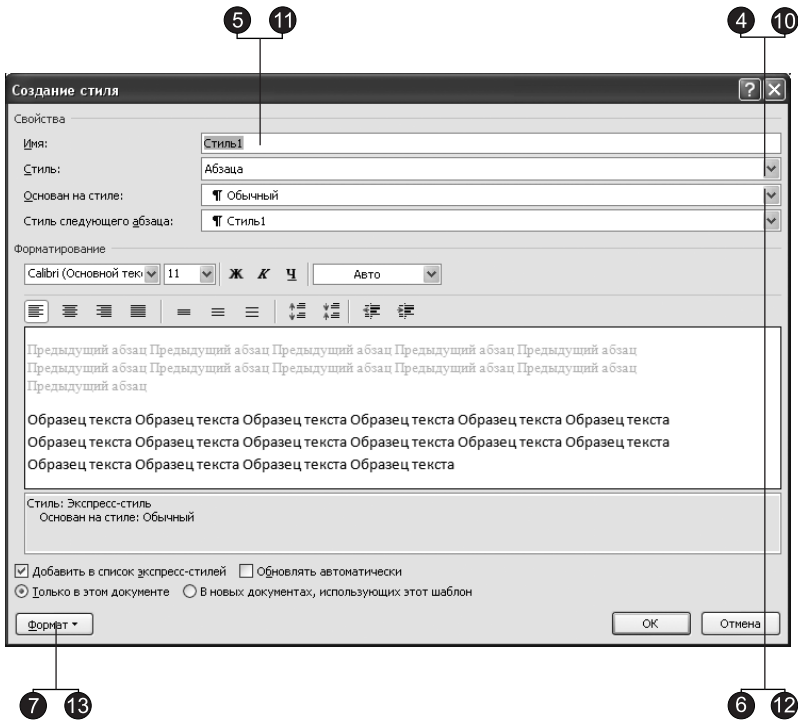 5 11 4 10
Создание стиля
Свойства
Имя: Стиль1
Стиль: Абзаца
Основан на стиле: ¶ Обычный
Стиль следующего абзаца: ¶ Стиль1
Форматирование
Calibri (Основной тек 11 Ж К Ч Авто
Предыдущий абзац Предыдущий абзац Предыдущий абзац Предыдущий абзац Предыдущий абзац
Предыдущий абзац Предыдущий абзац Предыдущий абзац Предыдущий абзац Предыдущий абзац
Предыдущий абзац
Образец текста Образец текста Образец текста Образец текста Образец текста Образец текста
Образец текста Образец текста Образец текста Образец текста Образец текста Образец текста
Образец текста Образец текста Образец текста Образец текста
Стиль: Экспресс-стиль
Основан на стиле: Обычный
Добавить в список экспресс-стилей Обновлять автоматически
Только в этом документе В новых документах, использующих этот шаблон
Формат OK Отмена
7 13 6 12